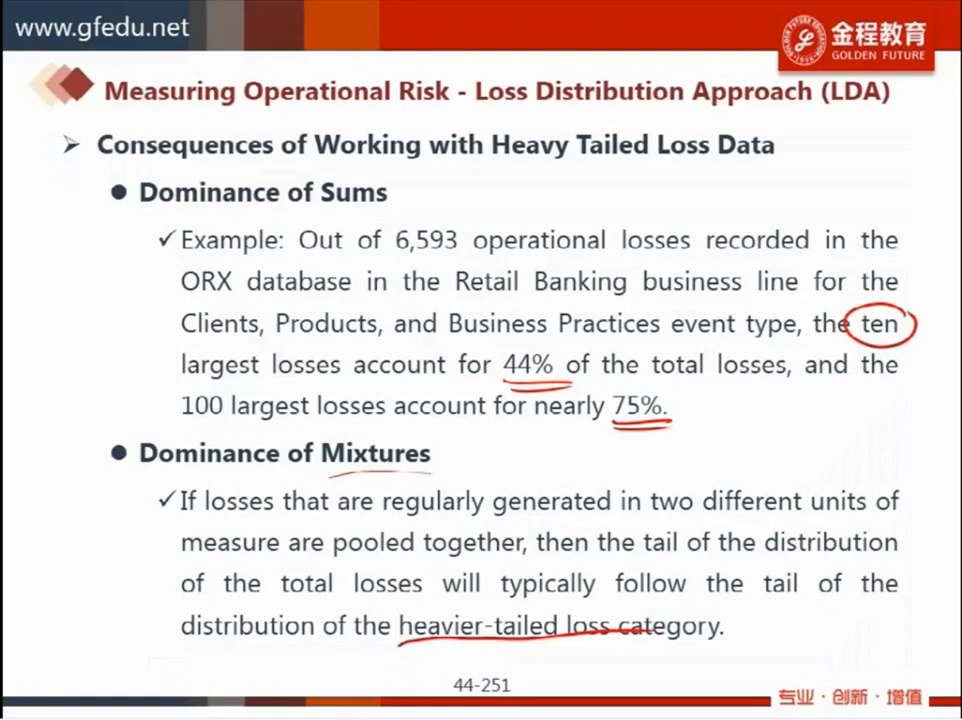 www.gfedu.net
金程教育
GOLDEN FUTURE
Measuring Operational Risk - Loss Distribution Approach (LDA)
Consequences of Working with Heavy Tailed Loss Data
Dominance of Sums
Example: Out of 6,593 operational losses recorded in the
ORX database in the Retail Banking business line for the
Clients, Products, and Business Practices event type, the ten
largest losses account for 44% of the total losses, and the
100 largest losses account for nearly 75%.
Dominance of Mixtures
If losses that are regularly generated in two different units of
measure are pooled together, then the tail of the distribution
of the total losses will typically follow the tail of the
distribution of the heavier-tailed loss category.
44-251
专业·创新·增值